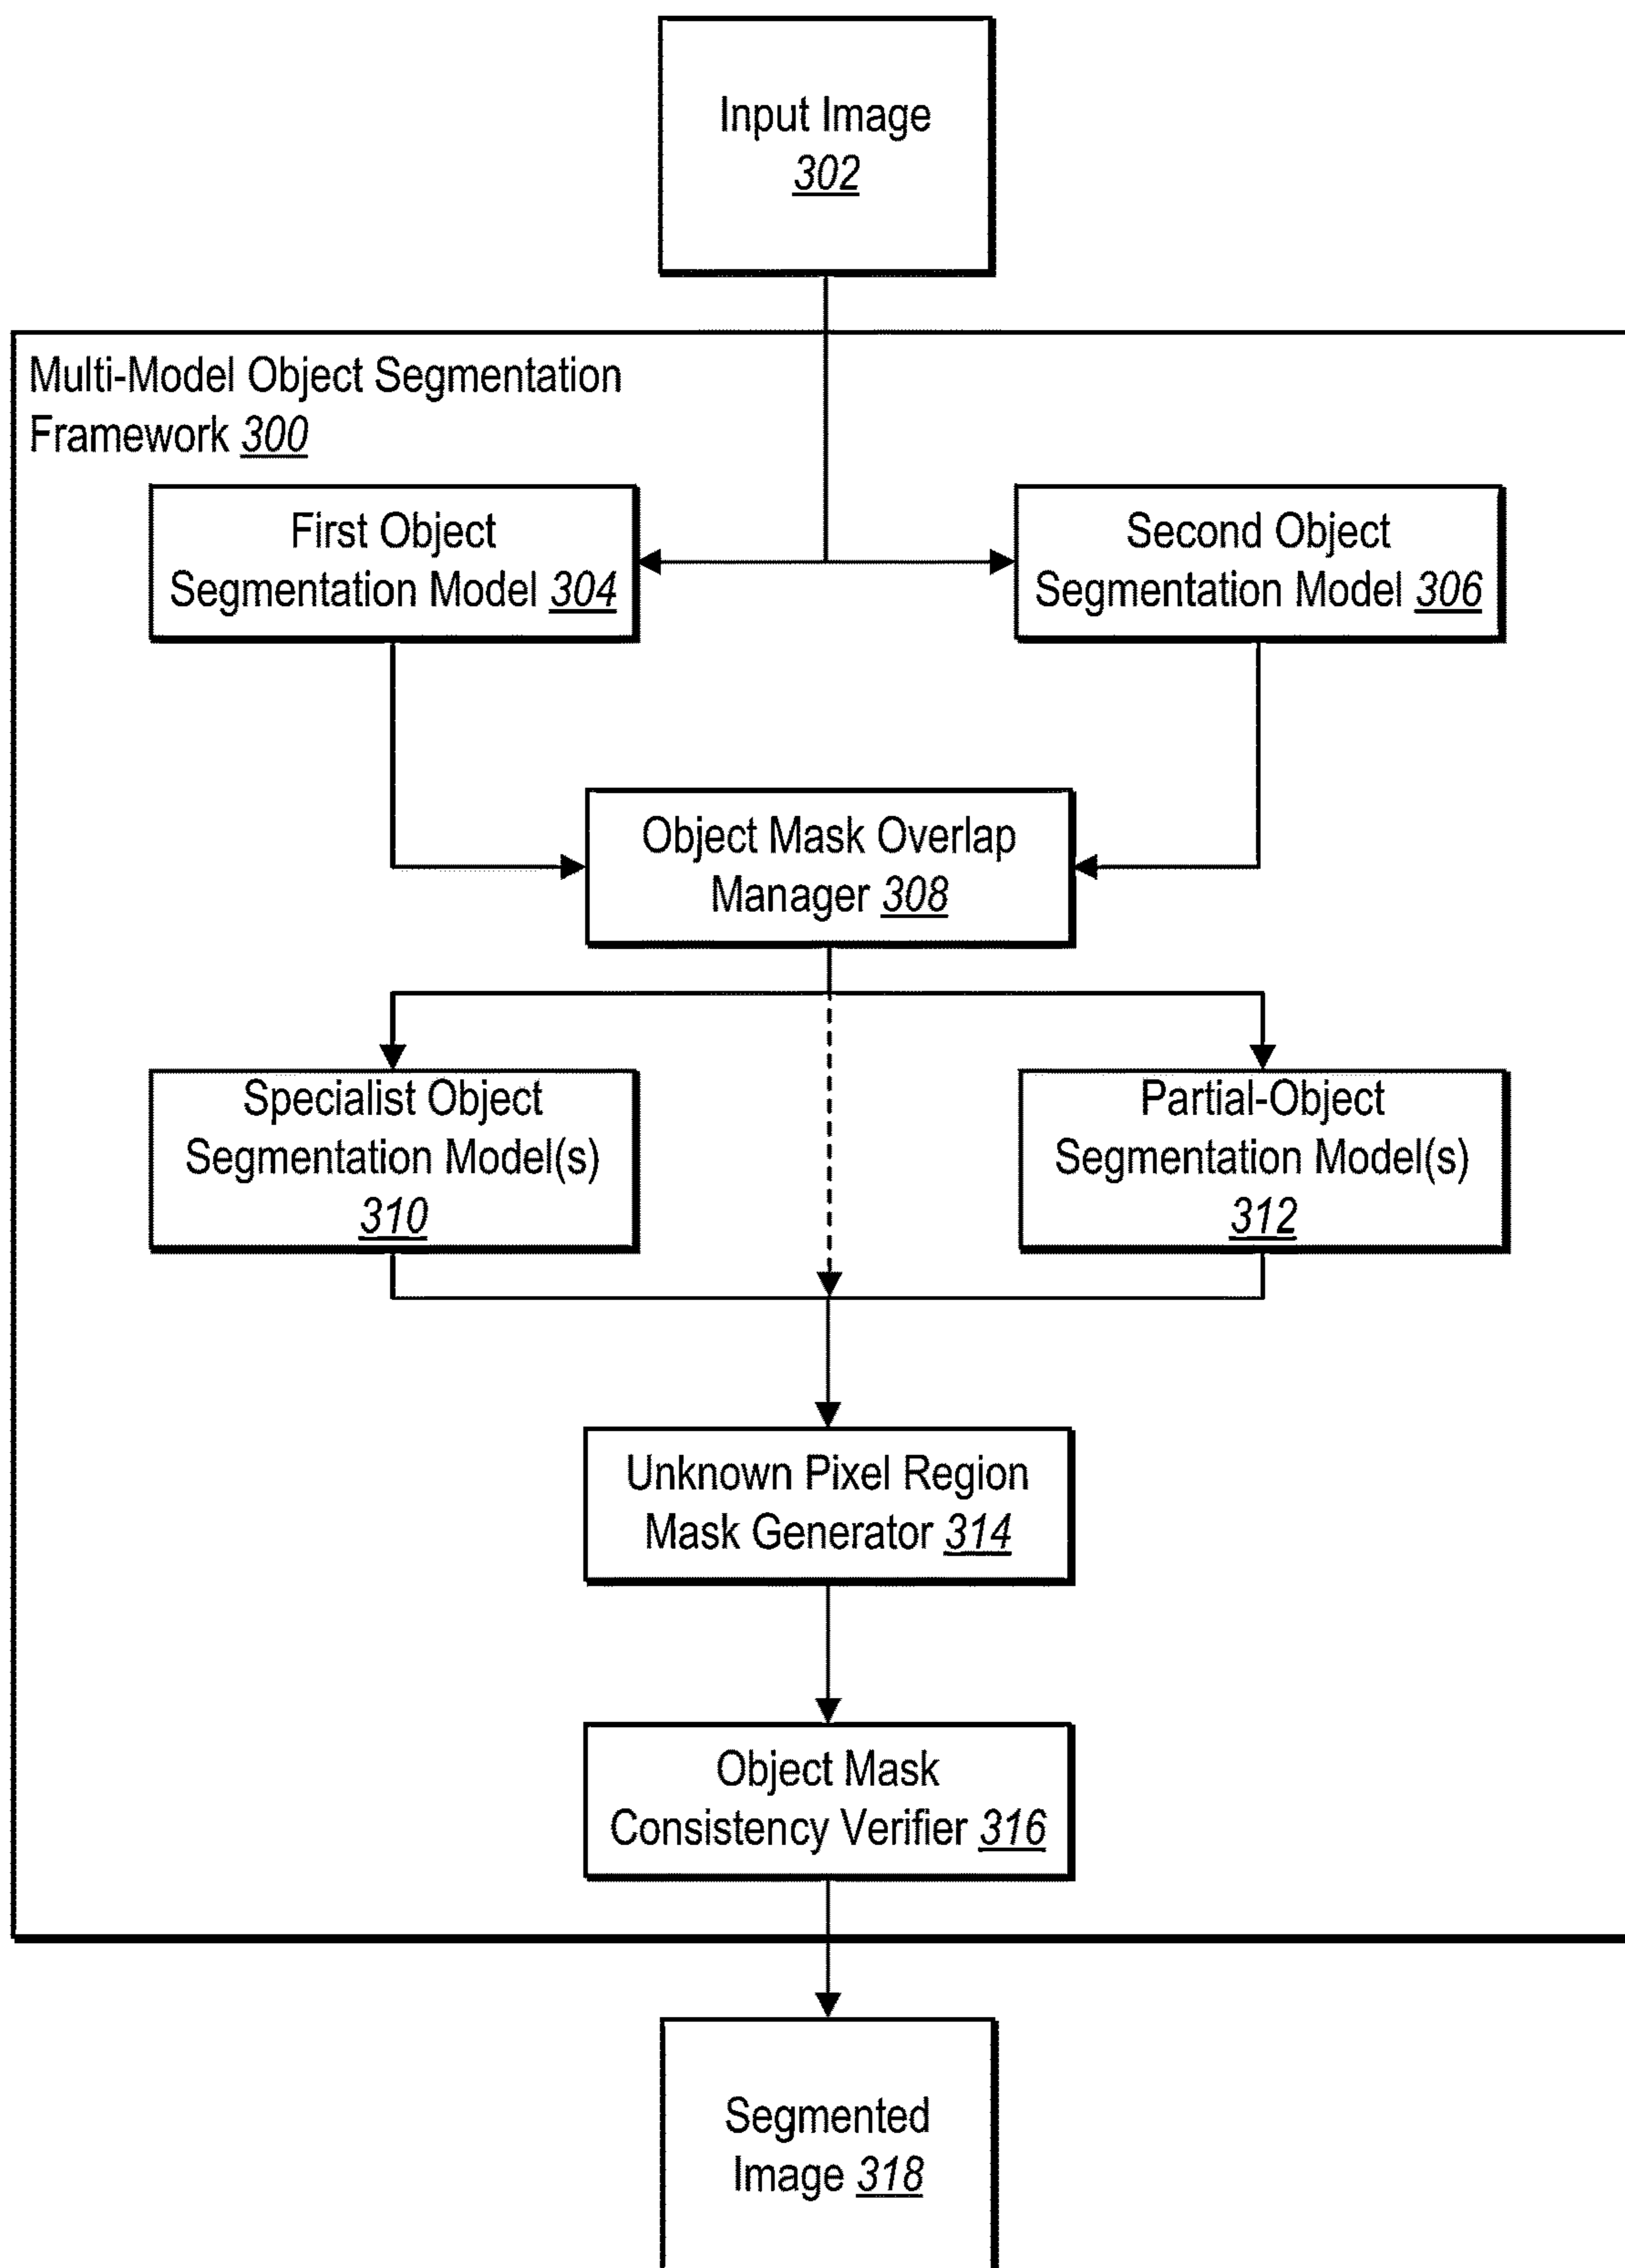 Input Image
302
Multi-Model Object Segmentation
Framework 300
First Object
Segmentation Model 304
Second Object
Segmentation Model 306
Object Mask Overlap
Manager 308
Specialist Object
Segmentation Model(s)
310
Partial-Object
Segmentation Model(s)
312
Unknown Pixel Region
Mask Generator 314
Object Mask
Consistency Verifier 316
Segmented
Image 318